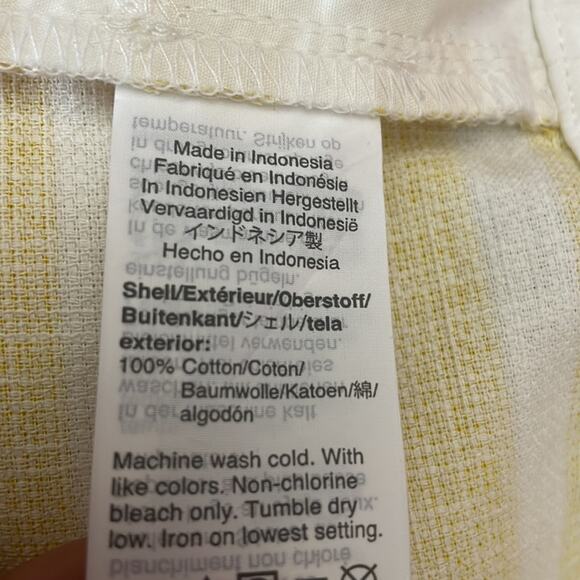 Made in Indonesia
Fabriqué en Indonésie
In Indonesien Hergestellt
Vervaardigd in Indonesië
インドネシア製
Hecho en Indonesia
Shell/Extérieur/Oberstoff/
Buitenkant/シェル/tela
exterior:
100% Cotton/Coton/
Baumwolle/Katoen/綿/
algodón
Machine wash cold. With
like colors. Non-chlorine
bleach only. Tumble dry
low. Iron on lowest setting.